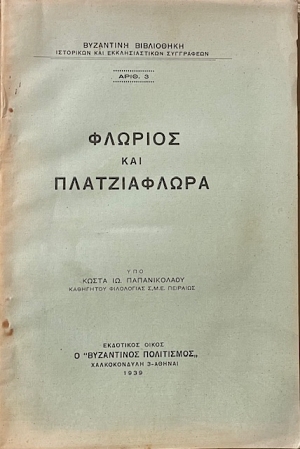 ΒΥΖΑΝΤΙΝΗ ΒΙΒΛΙΟΘΗΚΗ
ΙΣΤΟΡΙΚΩΝ ΚΑΙ ΕΚΚΛΗΣΙΑΣΤΙΚΩΝ ΣΥΓΓΡΑΦΕΩΝ
ΑΡΙΘ. 3
ΦΛΩΡΙΟΣ
ΚΑΙ
ΠΛΑΤΖΙΑΦΛΩΡΑ
ΥΠΟ
ΚΩΣΤΑ ΙΩ. ΠΑΠΑΝΙΚΟΛΑΟΥ
ΚΑΘΗΓΗΤΟΥ ΦΙΛΟΛΟΓΙΑΣ Σ.Μ.Ε. ΠΕΙΡΑΙΩΣ
ΕΚΔΟΤΙΚΟΣ ΟΙΚΟΣ
Ο "ΒΥΖΑΝΤΙΝΟΣ ΠΟΛΙΤΙΣΜΟΣ„
ΧΑΛΚΟΚΟΝΔΥΛΗ 3-ΑΘΗΝΑΙ
1939